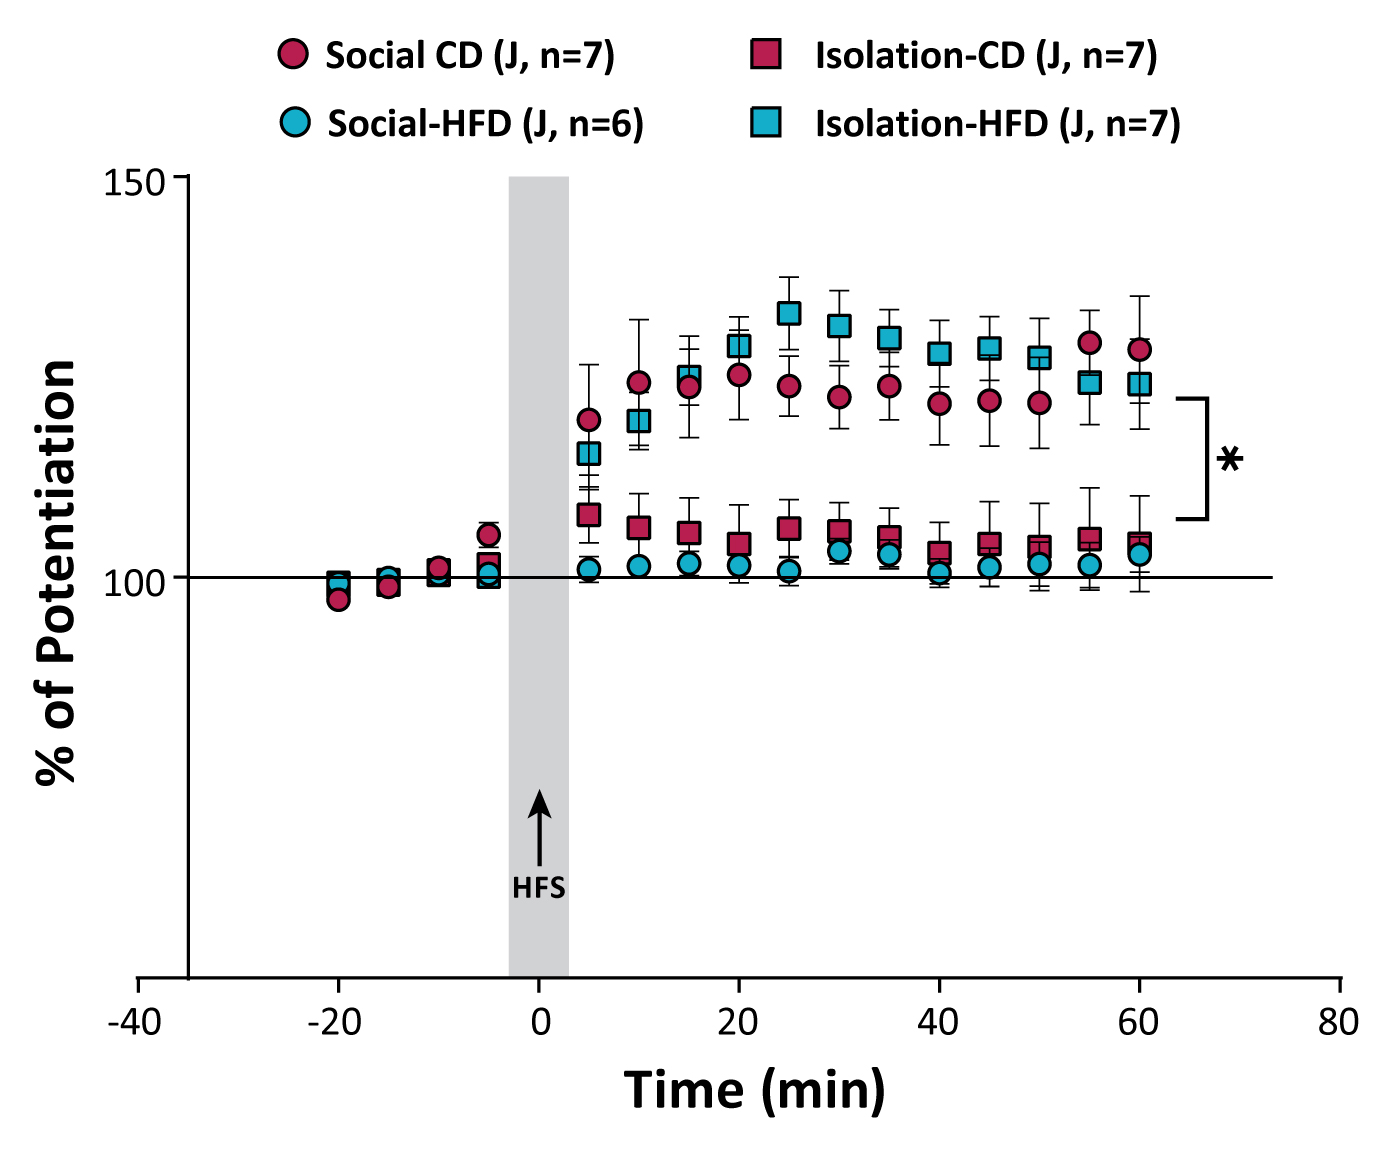 Social CD (J, n=7)
Isolation-CD (J, n=7)
Social-HFD (J, n=6)
Isolation-HFD (J, n=7)
150
100
% of Potentiation
*
HFS
-40 -20 0 20 40 60 80
Time (min)